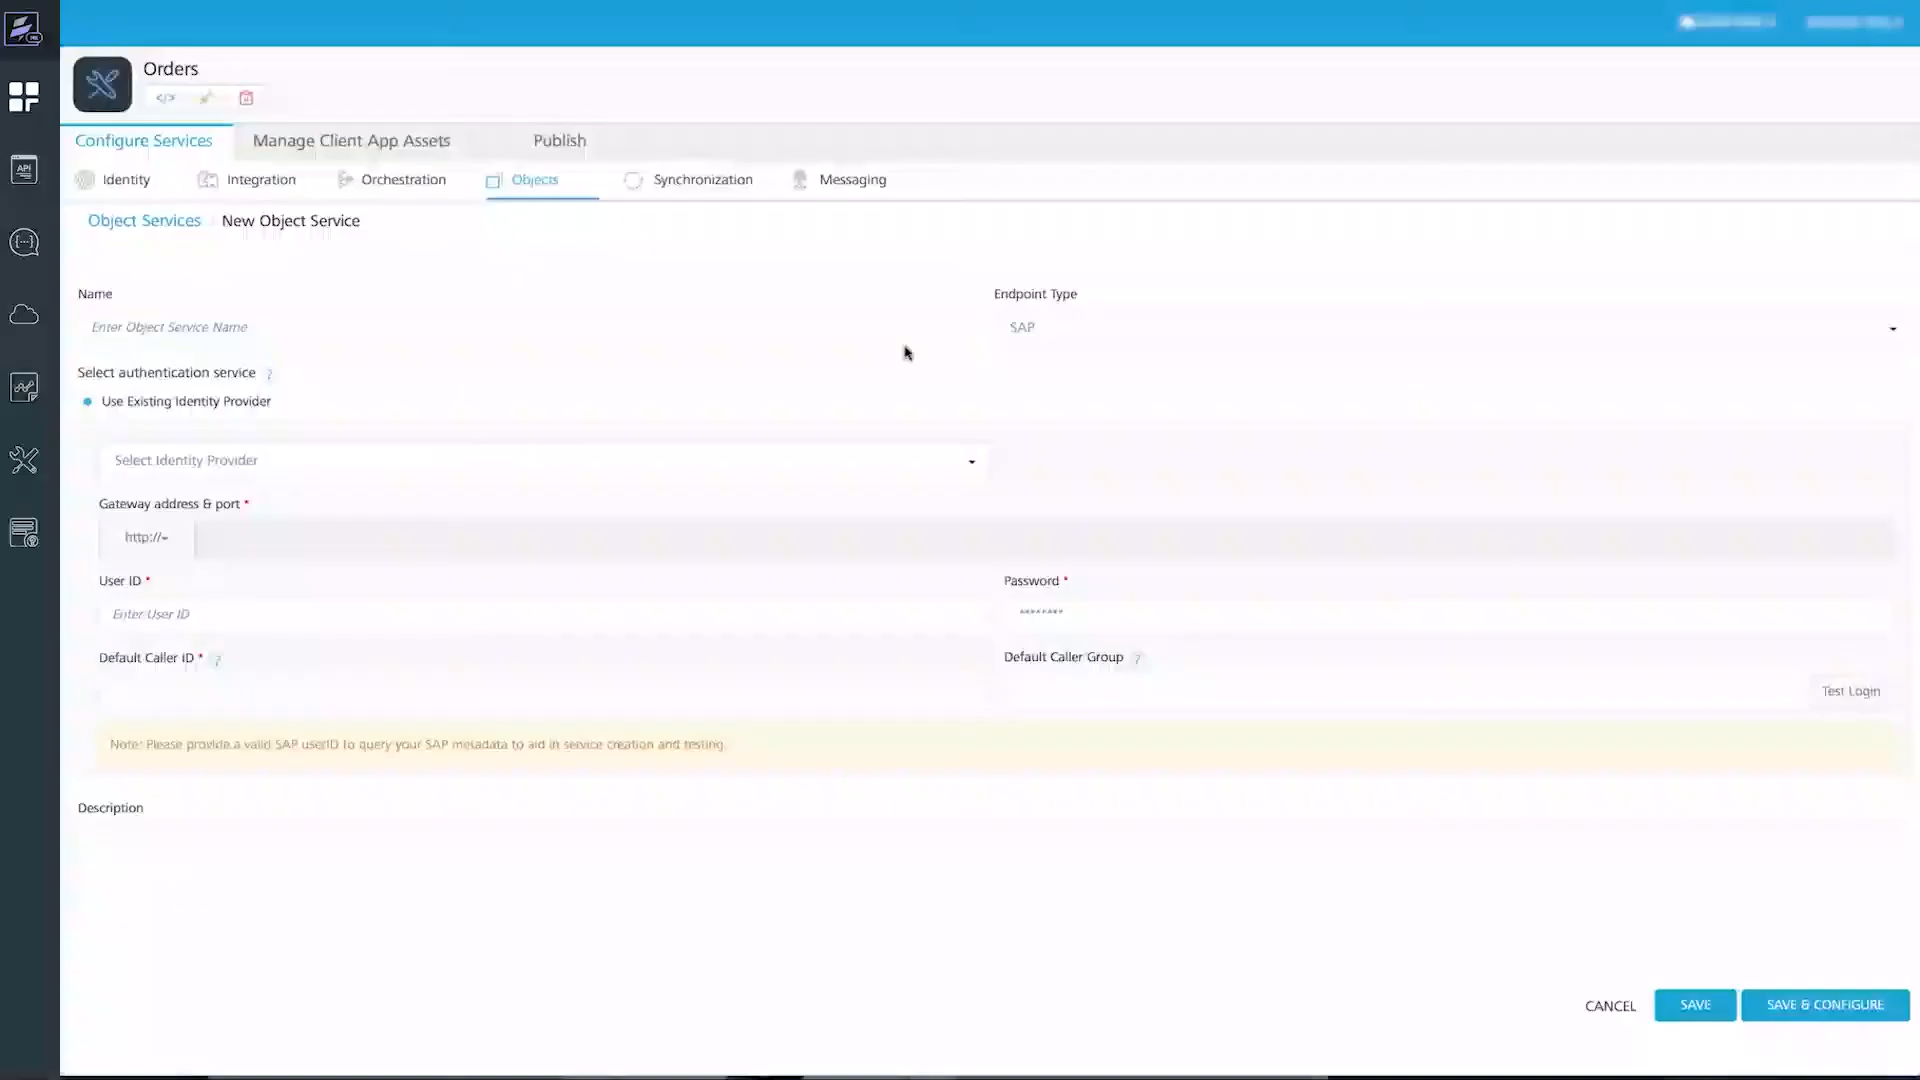 Orders
</>
Configure Services Manage Client App Assets Publish
Identity Integration Orchestration Objects Synchronization Messaging
Object Services New Object Service
Name Endpoint Type
Enter Object Service Name SAP
Select authentication service ?
Use Existing Identity Provider
Select Identity Provider
Gateway address & port *
http://
User ID * Password *
Enter User ID ********
Default Caller ID * ? Default Caller Group ?
Test Login
Note: Please provide a valid SAP userID to query your SAP metadata to aid in service creation and testing.
Description
CANCEL SAVE SAVE & CONFIGURE
API